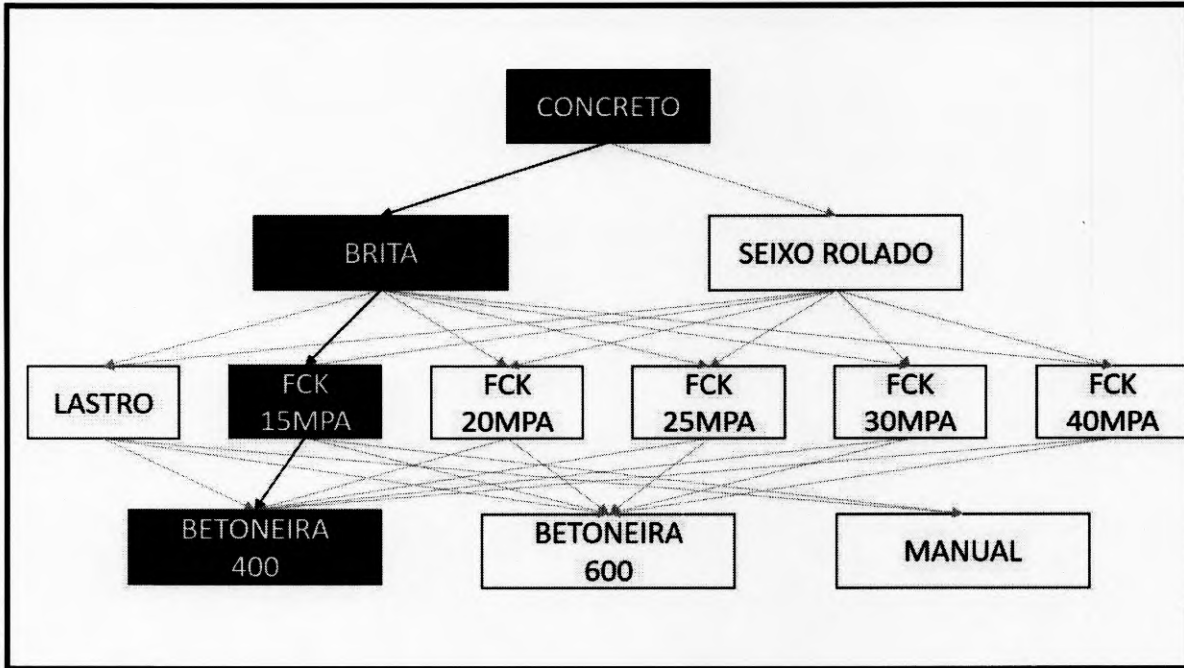 CONCRETO
BRITA
SEIXO ROLADO
LASTRO
FCK
15MPA
FCK
20MPA
FCK
25MPA
FCK
30MPA
FCK
40MPA
BETONEIRA
400
BETONEIRA
600
MANUAL